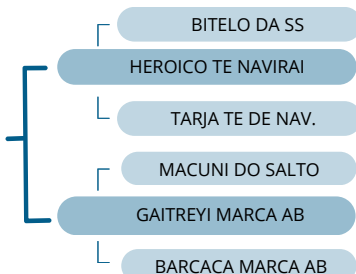 BITELO DA SS
HEROICO TE NAVIRAI
TARJA TE DE NAV.
MACUNI DO SALTO
GAITREYI MARCA AB
BARCACA MARCA AB